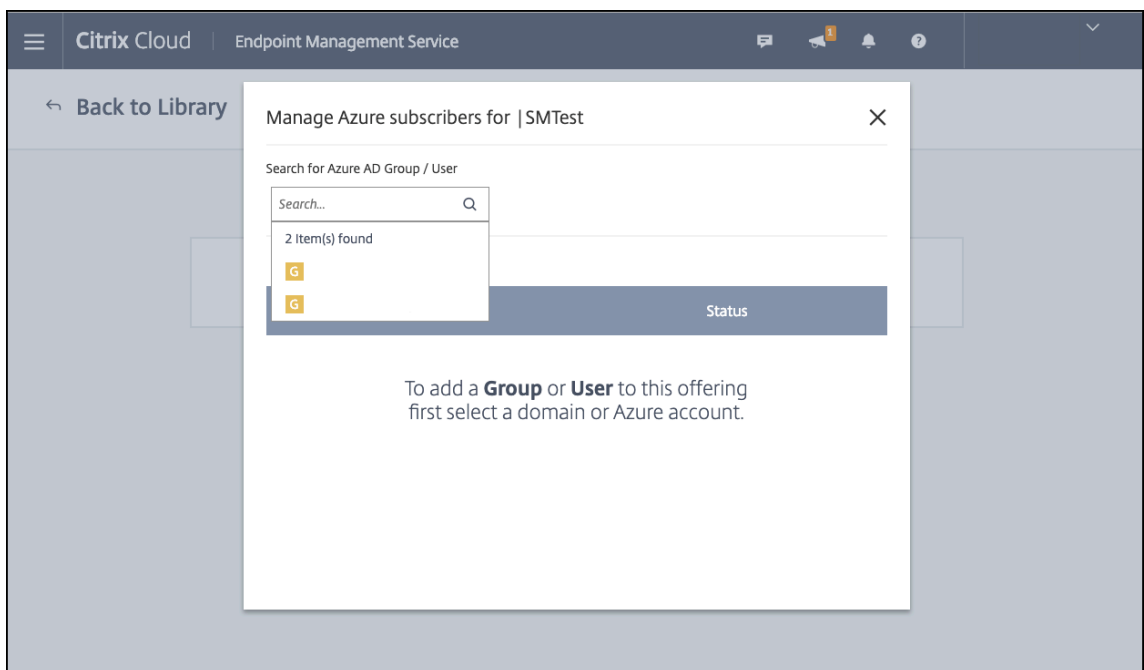 Citrix Cloud | Endpoint Management Service 1 ?
Back to Library
Manage Azure subscribers for |SMTest
Search for Azure AD Group / User
Search...
2 Item(s) found
G
G
Status
To add a Group or User to this offering
first select a domain or Azure account.